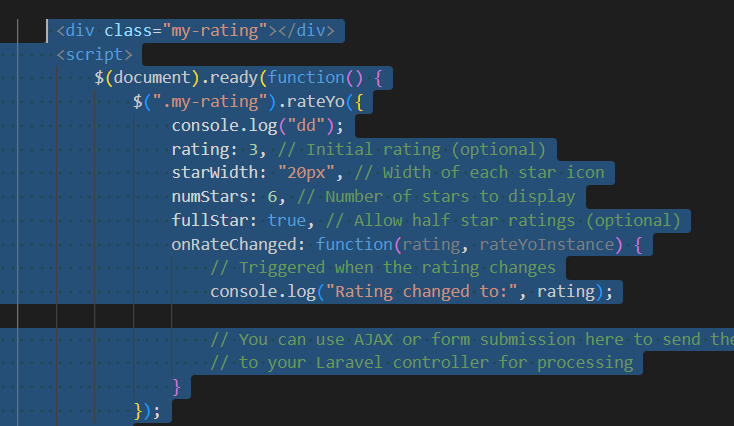 <div class="my-rating"></div>
<script>
$(document).ready(function() {
$(".my-rating").rateYo({
console.log("dd");
rating: 3, // Initial rating (optional)
starWidth: "20px", // Width of each star icon
numStars: 6, // Number of stars to display
fullStar: true, // Allow half star ratings (optional)
onRateChanged: function(rating, rateYoInstance) {
// Triggered when the rating changes
console.log("Rating changed to:", rating);
// You can use AJAX or form submission here to send the
// to your Laravel controller for processing
}
});